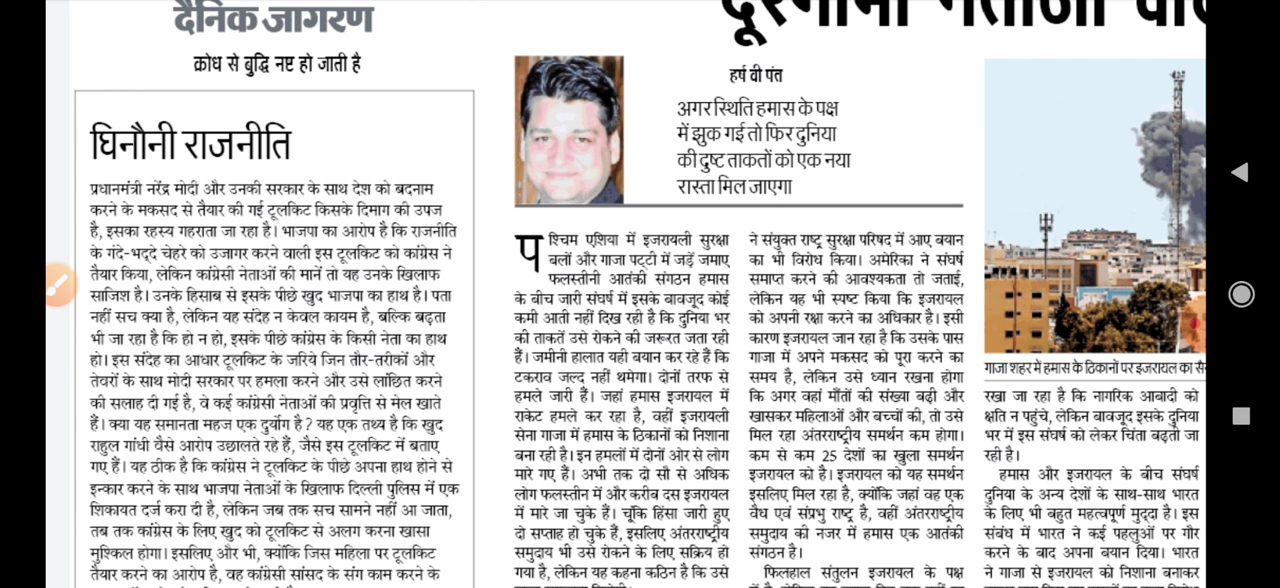 दैनिक जागरण
क्रोध से बुद्धि नष्ट हो जाती है
घिनौनी राजनीति
प्रधानमंत्री नरेंद्र मोदी और उनकी सरकार के साथ देश को बदनाम
करने के मकसद से तैयार की गई टूलकिट किसके दिमाग की उपज
है, इसका रहस्य गहराता जा रहा है। भाजपा का आरोप है कि राजनीति
के गंदे-भद्दे चेहरे को उजागर करने वाली इस टूलकिट को कांग्रेस ने
तैयार किया, लेकिन कांग्रेसी नेताओं की मानें तो यह उनके खिलाफ
साजिश है। उनके हिसाब से इसके पीछे खुद भाजपा का हाथ है। पता
नहीं सच क्या है, लेकिन यह संदेह न केवल कायम है, बल्कि बढ़ता
भी जा रहा है कि हो न हो, इसके पीछे कांग्रेस के किसी नेता का हाथ
हो। इस संदेह का आधार टूलकिट के जरिये जिन तौर-तरीकों और
तेवरों के साथ मोदी सरकार पर हमला करने और उसे लांछित करने
की सलाह दी गई है, वे कई कांग्रेसी नेताओं की प्रवृत्ति से मेल खाते
हैं। क्या यह समानता महज एक दुर्योग है? यह एक तथ्य है कि खुद
राहुल गांधी वैसे आरोप उछालते रहे हैं, जैसे इस टूलकिट में बताए
गए हैं। यह ठीक है कि कांग्रेस ने टूलकिट के पीछे अपना हाथ होने से
इन्कार करने के साथ भाजपा नेताओं के खिलाफ दिल्ली पुलिस में एक
शिकायत दर्ज करा दी है, लेकिन जब तक सच सामने नहीं आ जाता,
तब तक कांग्रेस के लिए खुद को टूलकिट से अलग करना खासा
मुश्किल होगा। इसलिए और भी, क्योंकि जिस महिला पर टूलकिट
तैयार करने का आरोप है, वह कांग्रेसी सांसद के संग काम करने के
दूरगामी नतीजों वा
हर्ष वी पंत
अगर स्थिति हमास के पक्ष
में झुक गई तो फिर दुनिया
की दुष्ट ताकतों को एक नया
रास्ता मिल जाएगा
पश्चिम एशिया में इजरायली सुरक्षा
बलों और गाजा पट्टी में जड़ें जमाए
फलस्तीनी आतंकी संगठन हमास
के बीच जारी संघर्ष में इसके बावजूद कोई
कमी आती नहीं दिख रही है कि दुनिया भर
की ताकतें उसे रोकने की जरूरत जता रही
हैं। जमीनी हालात यही बयान कर रहे हैं कि
टकराव जल्द नहीं थमेगा। दोनों तरफ से
हमले जारी हैं। जहां हमास इजरायल में
राकेट हमले कर रहा है, वहीं इजरायली
सेना गाजा में हमास के ठिकानों को निशाना
बना रही है। इन हमलों में दोनों ओर से लोग
मारे गए हैं। अभी तक दो सौ से अधिक
लोग फलस्तीन में और करीब दस इजरायल
में मारे जा चुके हैं। चूंकि हिंसा जारी हुए
दो सप्ताह हो चुके हैं, इसलिए अंतरराष्ट्रीय
समुदाय भी उसे रोकने के लिए सक्रिय हो
गया है, लेकिन यह कहना कठिन है कि उसे
ने संयुक्त राष्ट्र सुरक्षा परिषद में आए बयान
का भी विरोध किया। अमेरिका ने संघर्ष
समाप्त करने की आवश्यकता तो जताई,
लेकिन यह भी स्पष्ट किया कि इजरायल
को अपनी रक्षा करने का अधिकार है। इसी
कारण इजरायल जान रहा है कि उसके पास
गाजा में अपने मकसद को पूरा करने का
समय है, लेकिन उसे ध्यान रखना होगा
कि अगर वहां मौतों की संख्या बढ़ी और
खासकर महिलाओं और बच्चों की, तो उसे
मिल रहा अंतरराष्ट्रीय समर्थन कम होगा।
कम से कम 25 देशों का खुला समर्थन
इजरायल को है। इजरायल को यह समर्थन
इसलिए मिल रहा है, क्योंकि जहां वह एक
वैध एवं संप्रभु राष्ट्र है, वहीं अंतरराष्ट्रीय
समुदाय की नजर में हमास एक आतंकी
संगठन है।
फिलहाल संतुलन इजरायल के पक्ष
गाजा शहर में हमास के ठिकानों पर इजरायल का सै
रखा जा रहा है कि नागरिक आबादी को
क्षति न पहुंचे, लेकिन बावजूद इसके दुनिया
भर में इस संघर्ष को लेकर चिंता बढ़ती जा
रही है।
हमास और इजरायल के बीच संघर्ष
दुनिया के अन्य देशों के साथ-साथ भारत
के लिए भी बहुत महत्वपूर्ण मुद्दा है। इस
संबंध में भारत ने कई पहलुओं पर गौर
करने के बाद अपना बयान दिया। भारत
ने गाजा से इजरायल को निशाना बनाकर